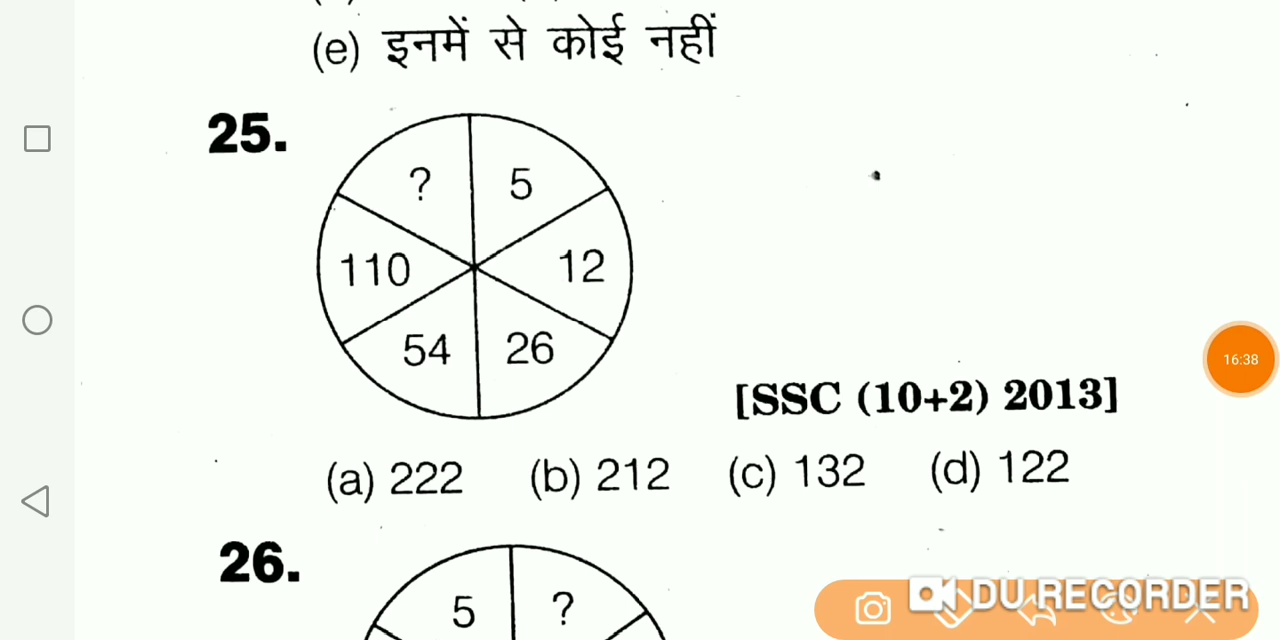 (e) इनमें से कोई नहीं
25.
? 5
110 12
54 26
[SSC (10+2) 2013]
(a) 222 (b) 212 (c) 132 (d) 122
26.
5 ?
16:38
DU RECORDER